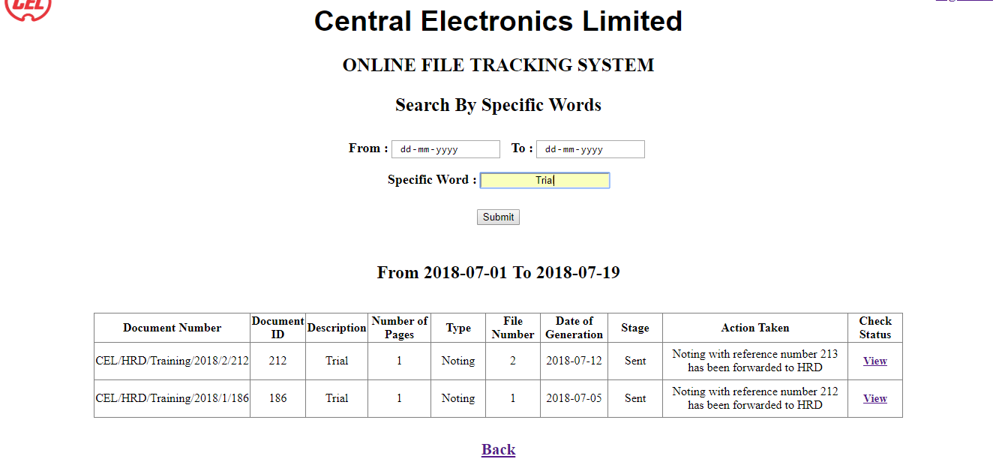 CEL
Central Electronics Limited
ONLINE FILE TRACKING SYSTEM
Search By Specific Words
From : dd-mm-yyyy To : dd-mm-yyyy
Specific Word : Trial
Submit
From 2018-07-01 To 2018-07-19
Document Number Document ID Description Number of Pages Type File Number Date of Generation Stage Action Taken Check Status
CEL/HRD/Training/2018/2/212 212 Trial 1 Noting 2 2018-07-12 Sent Noting with reference number 213 has been forwarded to HRD View
CEL/HRD/Training/2018/1/186 186 Trial 1 Noting 1 2018-07-05 Sent Noting with reference number 212 has been forwarded to HRD View
Back